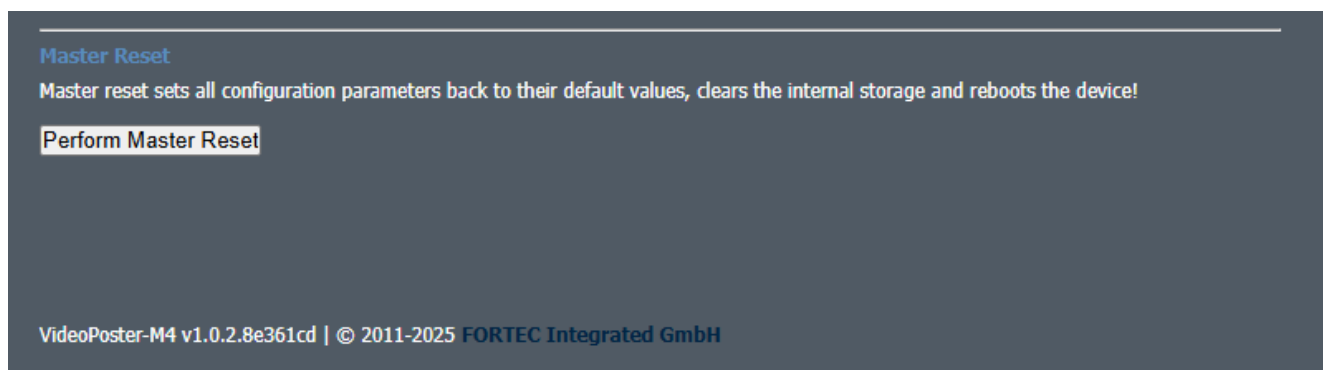 Master Reset
Master reset sets all configuration parameters back to their default values, clears the internal storage and reboots the device!
Perform Master Reset
VideoPoster-M4 v1.0.2.8e361cd | © 2011-2025 FORTEC Integrated GmbH